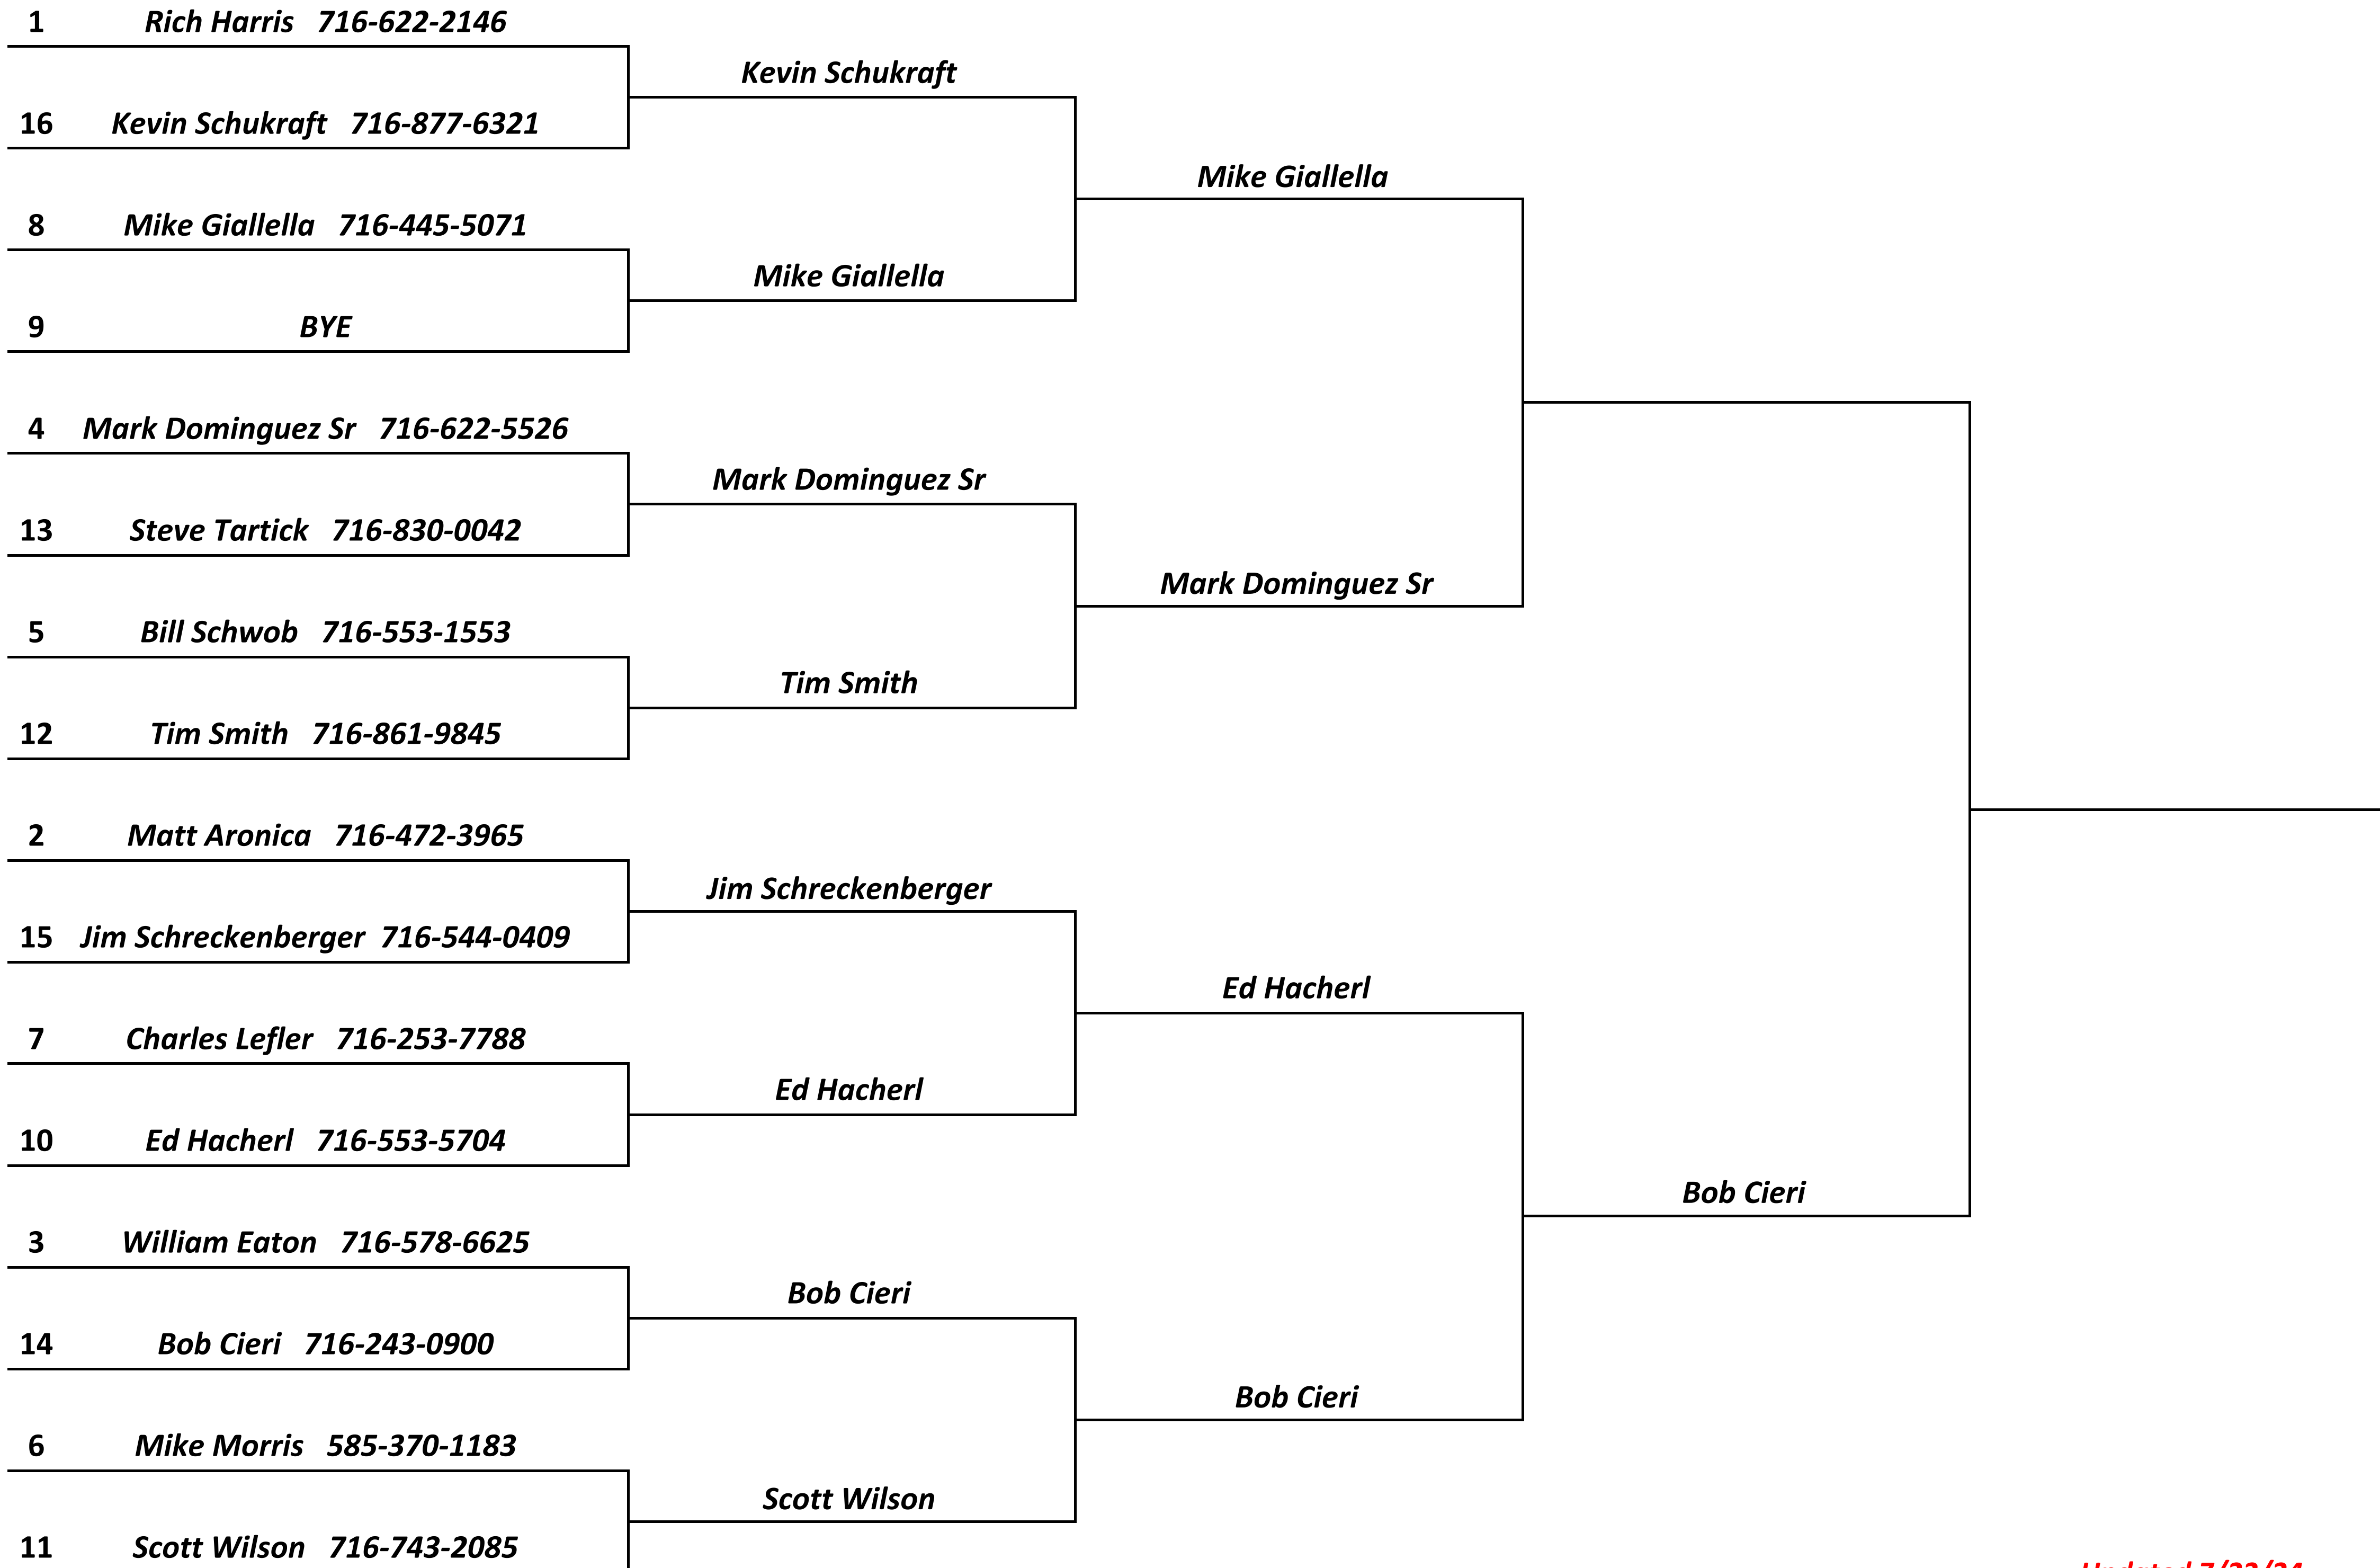 1 Rich Harris 716-622-2146
Kevin Schukraft
16 Kevin Schukraft 716-877-6321
Mike Giallella
8 Mike Giallella 716-445-5071
Mike Giallella
9 BYE
4 Mark Dominguez Sr 716-622-5526
Mark Dominguez Sr
13 Steve Tartick 716-830-0042
Mark Dominguez Sr
5 Bill Schwob 716-553-1553
Tim Smith
12 Tim Smith 716-861-9845
2 Matt Aronica 716-472-3965
Jim Schreckenberger
15 Jim Schreckenberger 716-544-0409
Ed Hacherl
7 Charles Lefler 716-253-7788
Ed Hacherl
10 Ed Hacherl 716-553-5704
Bob Cieri
3 William Eaton 716-578-6625
Bob Cieri
14 Bob Cieri 716-243-0900
Bob Cieri
6 Mike Morris 585-370-1183
Scott Wilson
11 Scott Wilson 716-743-2085
Updated